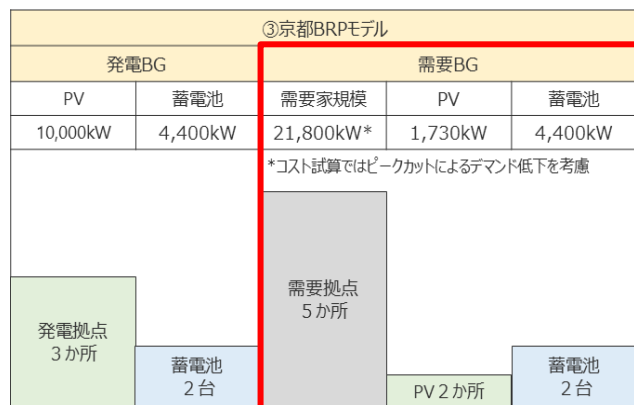 ③京都BRPモデル
発電BG 需要BG
PV 蓄電池 需要家規模 PV 蓄電池
10,000kW 4,400kW 21,800kW* 1,730kW 4,400kW
*コスト試算ではピークカットによるデマンド低下を考慮
需要拠点
5か所
発電拠点
3か所
蓄電池
2台
PV2か所
蓄電池
2台